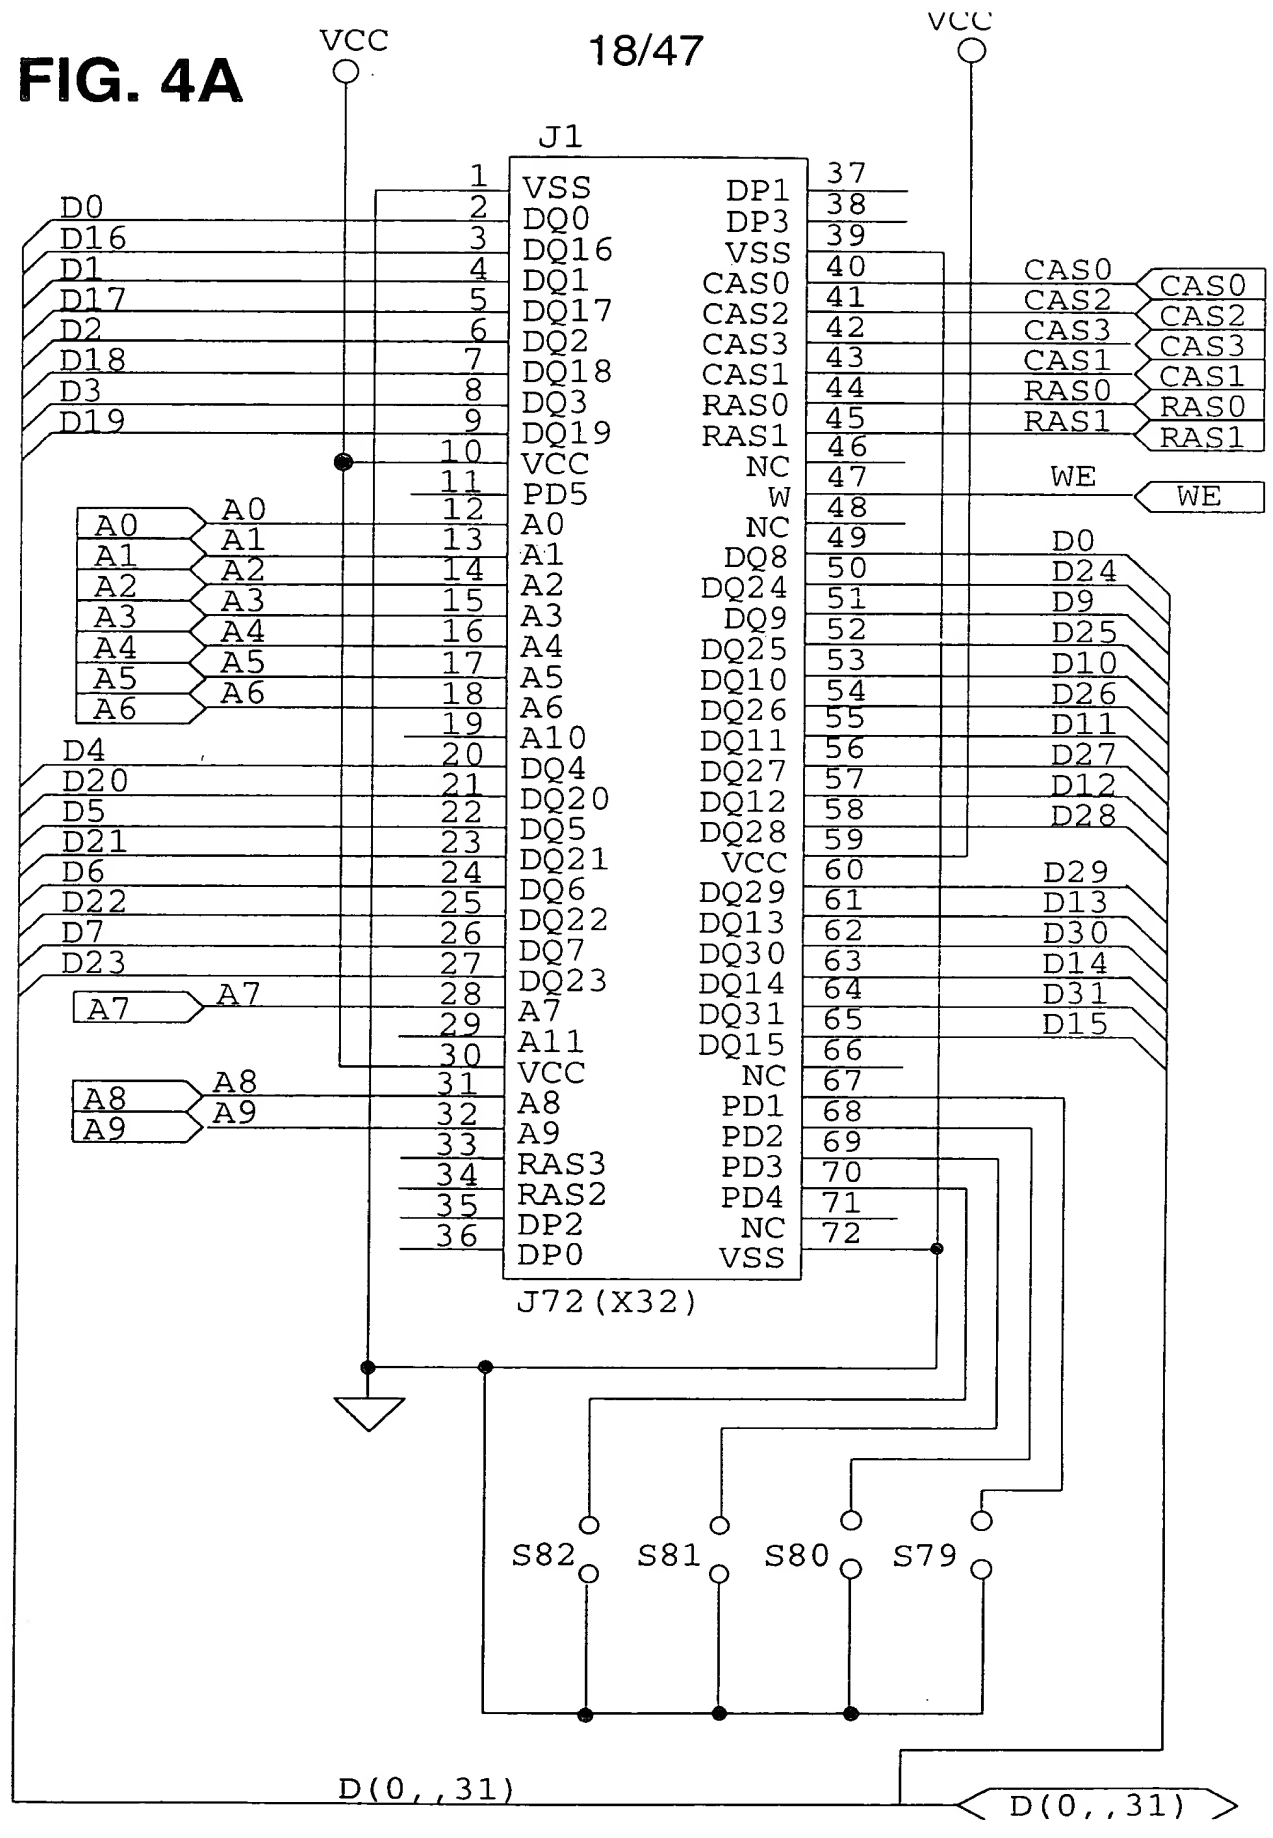 VCC
18/47
VCC
FIG. 4A
J1
1 VSS DP1 37
D0 2 DQ0 DP3 38
D16 3 DQ16 VSS 39
D1 4 DQ1 CAS0 40 CAS0 CAS0
D17 5 DQ17 CAS2 41 CAS2 CAS2
D2 6 DQ2 CAS3 42 CAS3 CAS3
D18 7 DQ18 CAS1 43 CAS1 CAS1
D3 8 DQ3 RAS0 44 RAS0 RAS0
D19 9 DQ19 RAS1 45 RAS1 RAS1
10 VCC NC 46
11 PD5 W 47 WE WE
A0 A0 12 A0 NC 48
A1 A1 13 A1 DQ8 49 D0
A2 A2 14 A2 DQ24 50 D24
A3 A3 15 A3 DQ9 51 D9
A4 A4 16 A4 DQ25 52 D25
A5 A5 17 A5 DQ10 53 D10
A6 A6 18 A6 DQ26 54 D26
19 A10 DQ11 55 D11
D4 20 DQ4 DQ27 56 D27
D20 21 DQ20 DQ12 57 D12
D5 22 DQ5 DQ28 58 D28
D21 23 DQ21 VCC 59
D6 24 DQ6 DQ29 60 D29
D22 25 DQ22 DQ13 61 D13
D7 26 DQ7 DQ30 62 D30
D23 27 DQ23 DQ14 63 D14
A7 A7 28 A7 DQ31 64 D31
29 A11 DQ15 65 D15
30 VCC NC 66
A8 A8 31 A8 PD1 67
A9 A9 32 A9 PD2 68
33 RAS3 PD3 69
34 RAS2 PD4 70
35 DP2 NC 71
36 DP0 VSS 72
J72(X32)
S82 S81 S80 S79
D(0,,31)
D(0,,31)